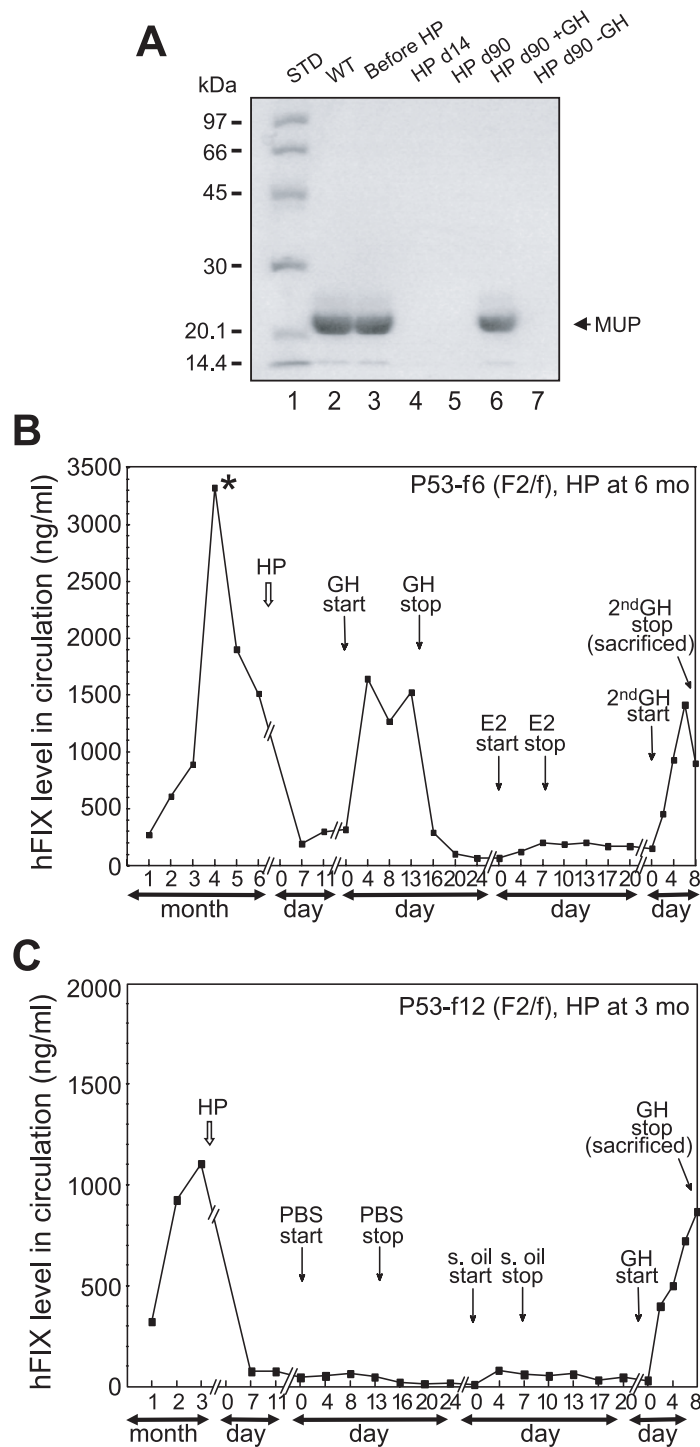 A
kDa
STD
WT
Before HP
HP d14
HP d90
HP d90 +GH
HP d90 -GH
97
66
45
30
20.1
14.4
MUP
1 2 3 4 5 6 7
B
hFIX level in circulation (ng/ml)
P53-f6 (F2/f), HP at 6 mo
3500
3000
2500
2000
1500
1000
500
0
*
HP
GH
start
GH
stop
E2
start
E2
stop
2nd GH
stop
(sacrificed)
2nd GH
start
1 2 3 4 5 6 0 7 11 0 4 8 13 16 20 24 0 4 7 10 13 17 20 0 4 8
month day day day day
C
hFIX level in circulation (ng/ml)
P53-f12 (F2/f), HP at 3 mo
2000
1500
1000
500
0
HP
PBS
start
PBS
stop
s. oil
start
s. oil
stop
GH
start
GH
stop
(sacrificed)
1 2 3 0 7 11 0 4 8 13 16 20 24 0 4 7 10 13 17 20 0 4 8
month day day day day